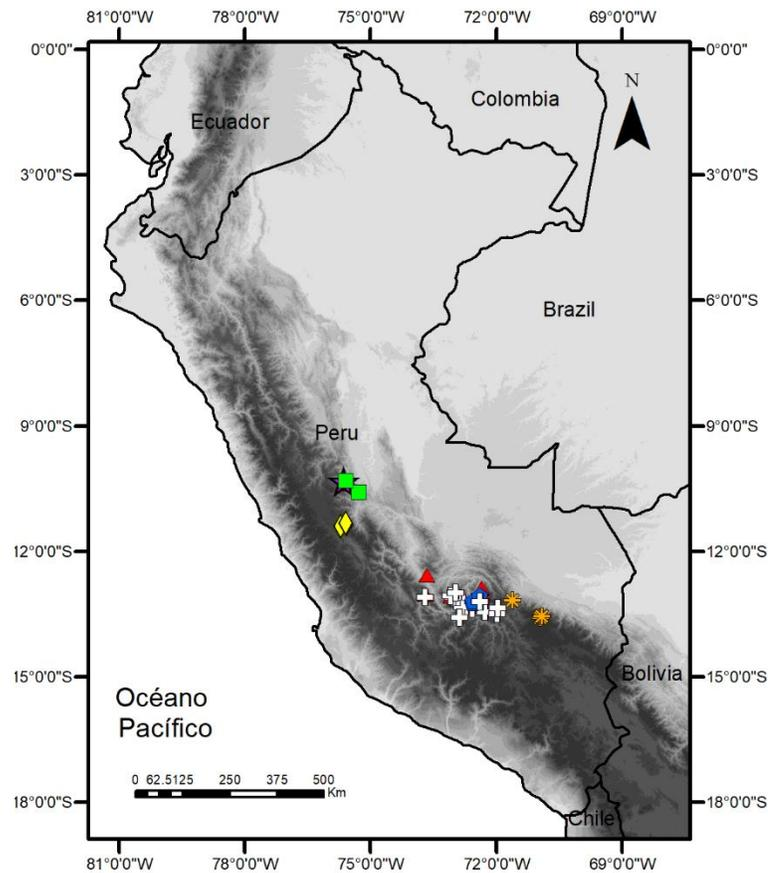 81°0'0"W 78°0'0"W 75°0'0"W 72°0'0"W 69°0'0"W
0°0'0" 0°0'0"
N
Colombia
Ecuador
3°0'0"S 3°0'0"S
6°0'0"S 6°0'0"S
Brazil
9°0'0"S 9°0'0"S
Peru
12°0'0"S 12°0'0"S
15°0'0"S 15°0'0"S
Bolivia
Océano
Pacífico
0 62.5125 250 375 500
Km
18°0'0"S 18°0'0"S
Chile
81°0'0"W 78°0'0"W 75°0'0"W 72°0'0"W 69°0'0"W